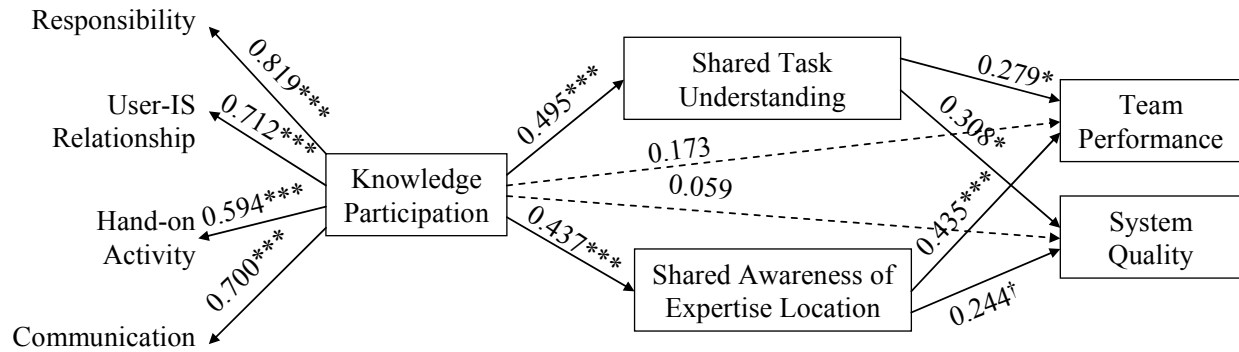 Responsibility
0.819***
User-IS
Relationship
0.712***
Hand-on
Activity
0.594***
Communication
0.700***
Knowledge
Participation
0.495***
0.437***
0.173
0.059
Shared Task
Understanding
Shared Awareness of
Expertise Location
0.279*
0.308*
0.435***
0.244†
Team
Performance
System
Quality